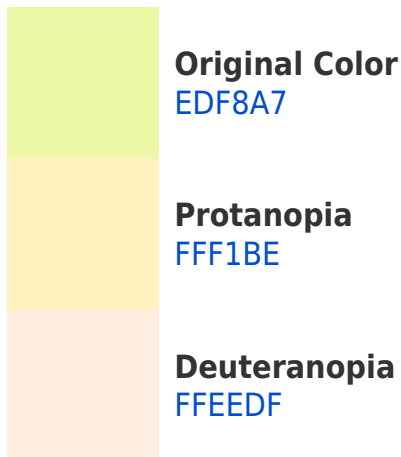 Original Color
EDF8A7
Protanopia
FFF1BE
Deuteranopia
FFEEDF